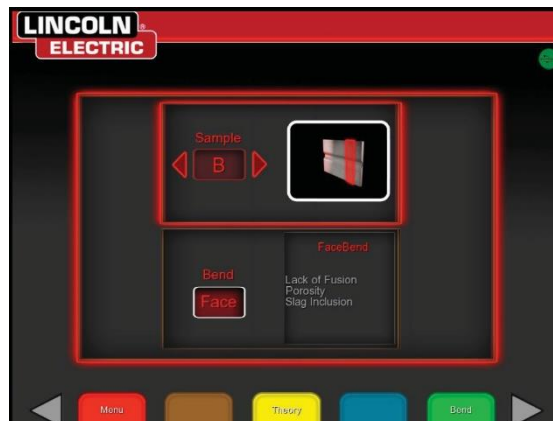 LINCOLN®
ELECTRIC
Sample
B
FaceBend
Bend
Face
Lack of Fusion
Porosity
Slag Inclusion
Menu
Theory
Bend